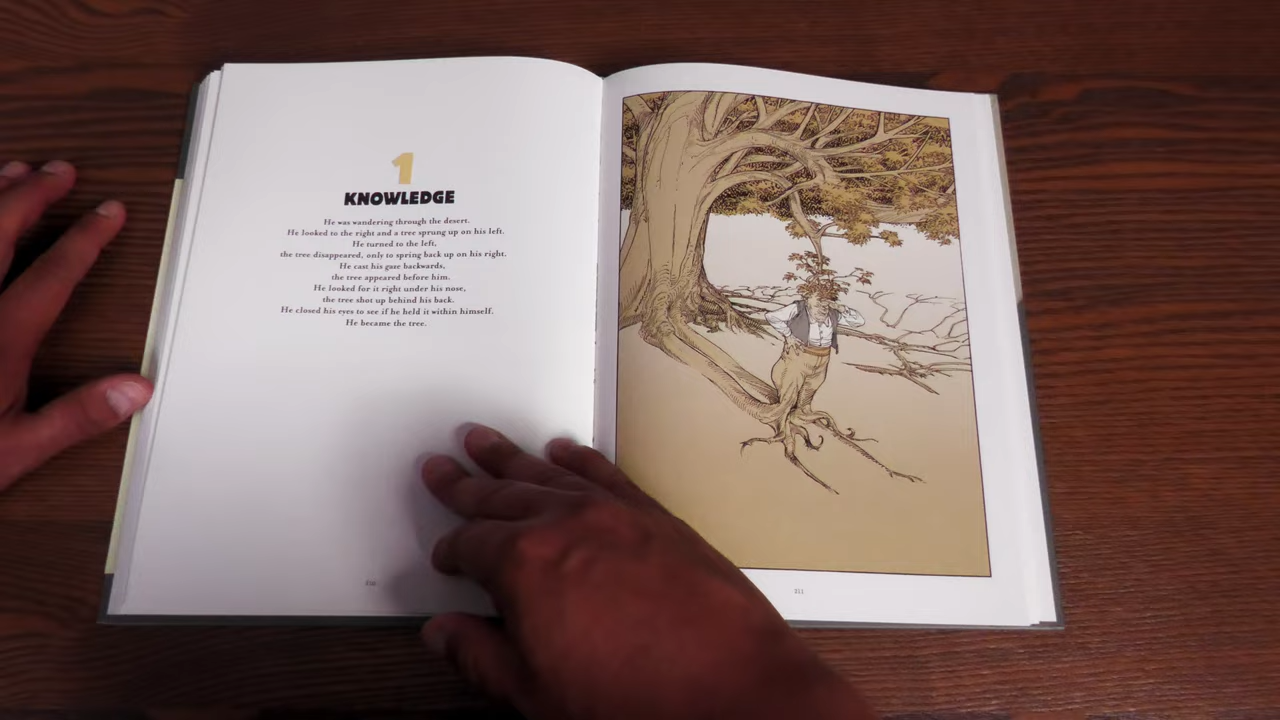 1
KNOWLEDGE
He was wandering through the desert.
He looked to the right and a tree sprung up on his left.
He turned to the left,
the tree disappeared, only to spring back up on his right.
He cast his gaze backwards,
the tree appeared before him.
He looked for it right under his nose,
the tree shot up behind his back.
He closed his eyes to see if he held it within himself.
He became the tree.
210
211